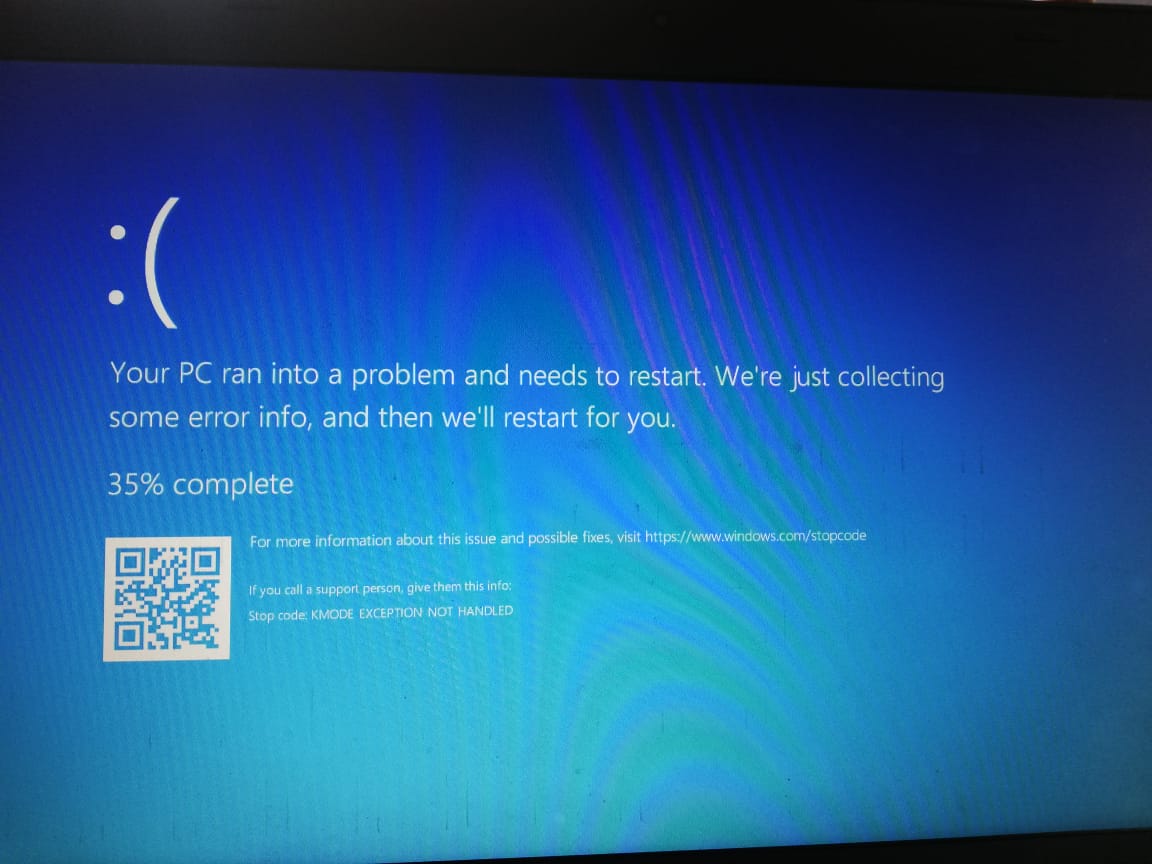 :(
Your PC ran into a problem and needs to restart. We're just collecting
some error info, and then we'll restart for you.
35% complete
For more information about this issue and possible fixes, visit https://www.windows.com/stopcode
If you call a support person, give them this info:
Stop code: KMODE EXCEPTION NOT HANDLED